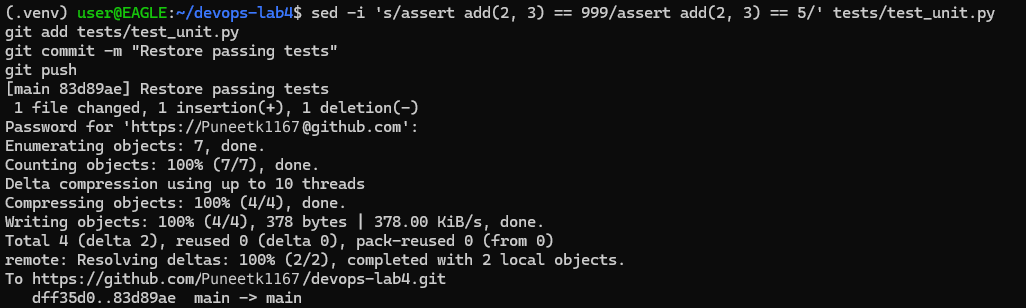 (.venv) user@EAGLE:~/devops-lab4$ sed -i 's/assert add(2, 3) == 999/assert add(2, 3) == 5/' tests/test_unit.py
git add tests/test_unit.py
git commit -m "Restore passing tests"
git push
[main 83d89ae] Restore passing tests
 1 file changed, 1 insertion(+), 1 deletion(-)
Password for 'https://Puneetk1167@github.com':
Enumerating objects: 7, done.
Counting objects: 100% (7/7), done.
Delta compression using up to 10 threads
Compressing objects: 100% (4/4), done.
Writing objects: 100% (4/4), 378 bytes | 378.00 KiB/s, done.
Total 4 (delta 2), reused 0 (delta 0), pack-reused 0 (from 0)
remote: Resolving deltas: 100% (2/2), completed with 2 local objects.
To https://github.com/Puneetk1167/devops-lab4.git
   dff35d0..83d89ae  main -> main